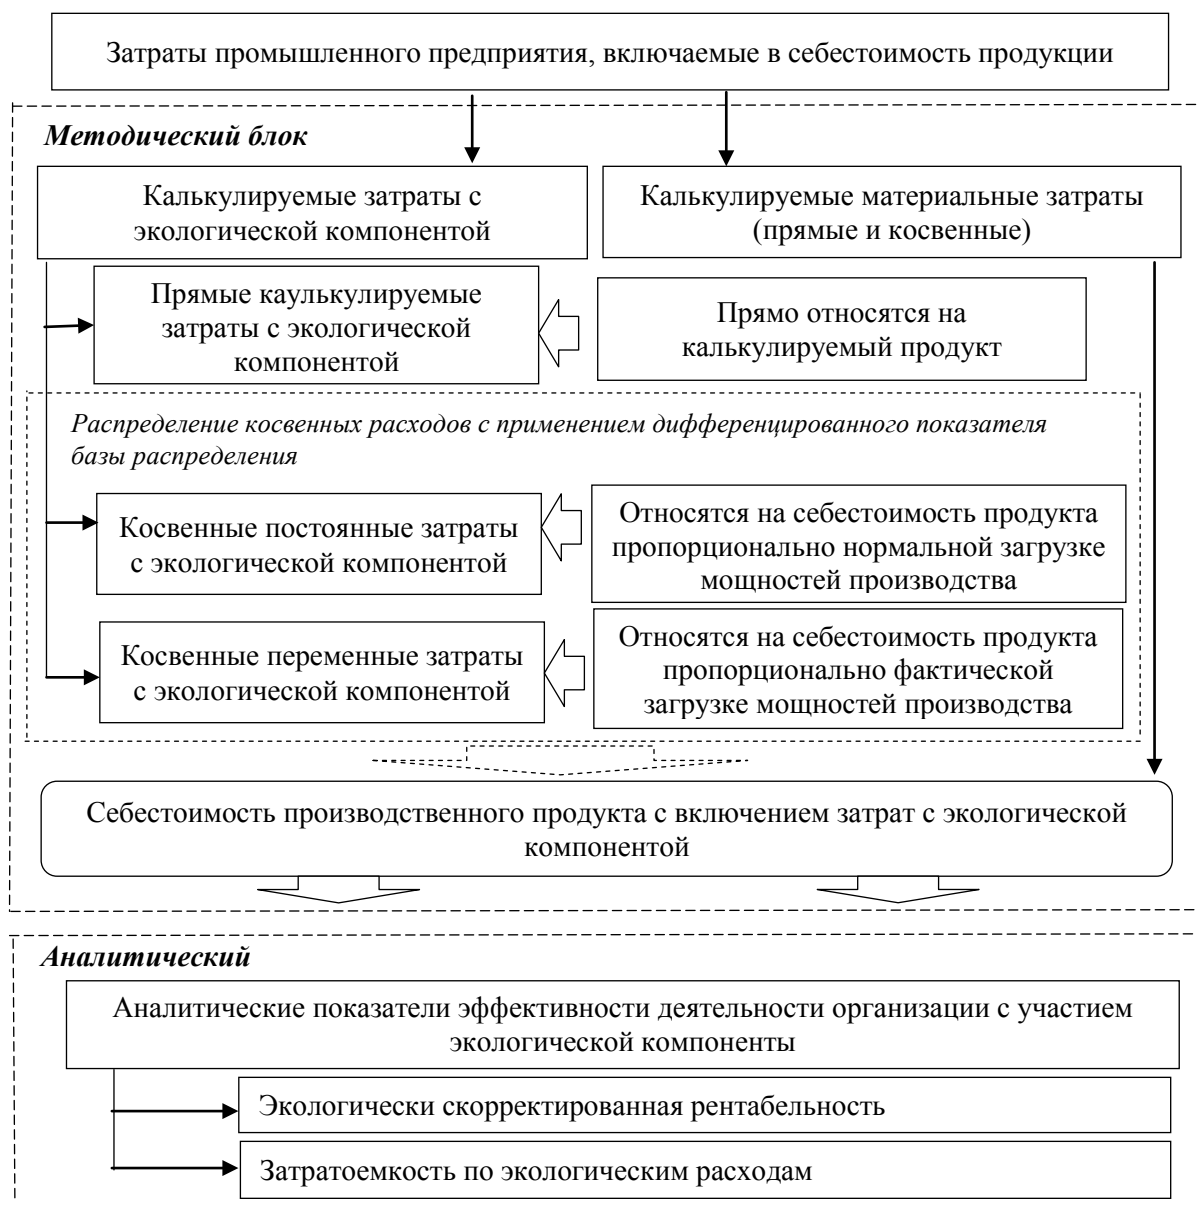 Затраты промышленного предприятия, включаемые в себестоимость продукции
Методический блок
Калькулируемые затраты с
экологической компонентой
Калькулируемые материальные затраты
(прямые и косвенные)
Прямые каулькулируемые
затраты с экологической
компонентой
Прямо относятся на
калькулируемый продукт
Распределение косвенных расходов с применением дифференцированного показателя
базы распределения
Косвенные постоянные затраты
с экологической компонентой
Относятся на себестоимость продукта
пропорционально нормальной загрузке
мощностей производства
Косвенные переменные затраты
с экологической компонентой
Относятся на себестоимость продукта
пропорционально фактической
загрузке мощностей производства
Себестоимость производственного продукта с включением затрат с экологической
компонентой
Аналитический
Аналитические показатели эффективности деятельности организации с участием
экологической компоненты
Экологически скорректированная рентабельность
Затратоемкость по экологическим расходам